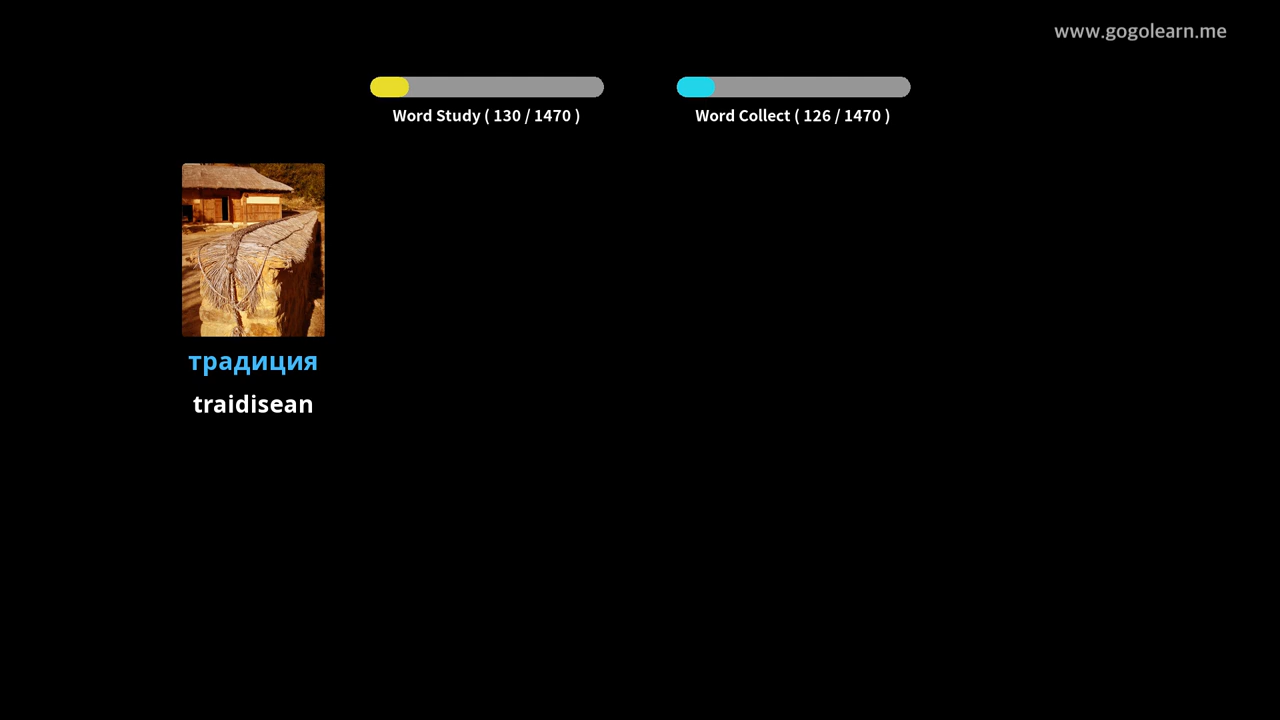 www.gogolearn.me
Word Study ( 130 / 1470 )
Word Collect ( 126 / 1470 )
традиция
traidisean